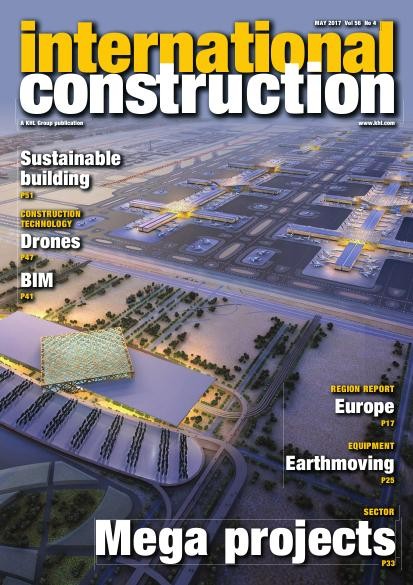 MAY 2017 Vol 56 No 4
international
construction
A KHL Group publication
www.khl.com
Sustainable
building
P51
CONSTRUCTION
TECHNOLOGY
Drones
P47
BIM
P41
REGION REPORT
Europe
P17
EQUIPMENT
Earthmoving
P25
SECTOR
Mega projects
P33